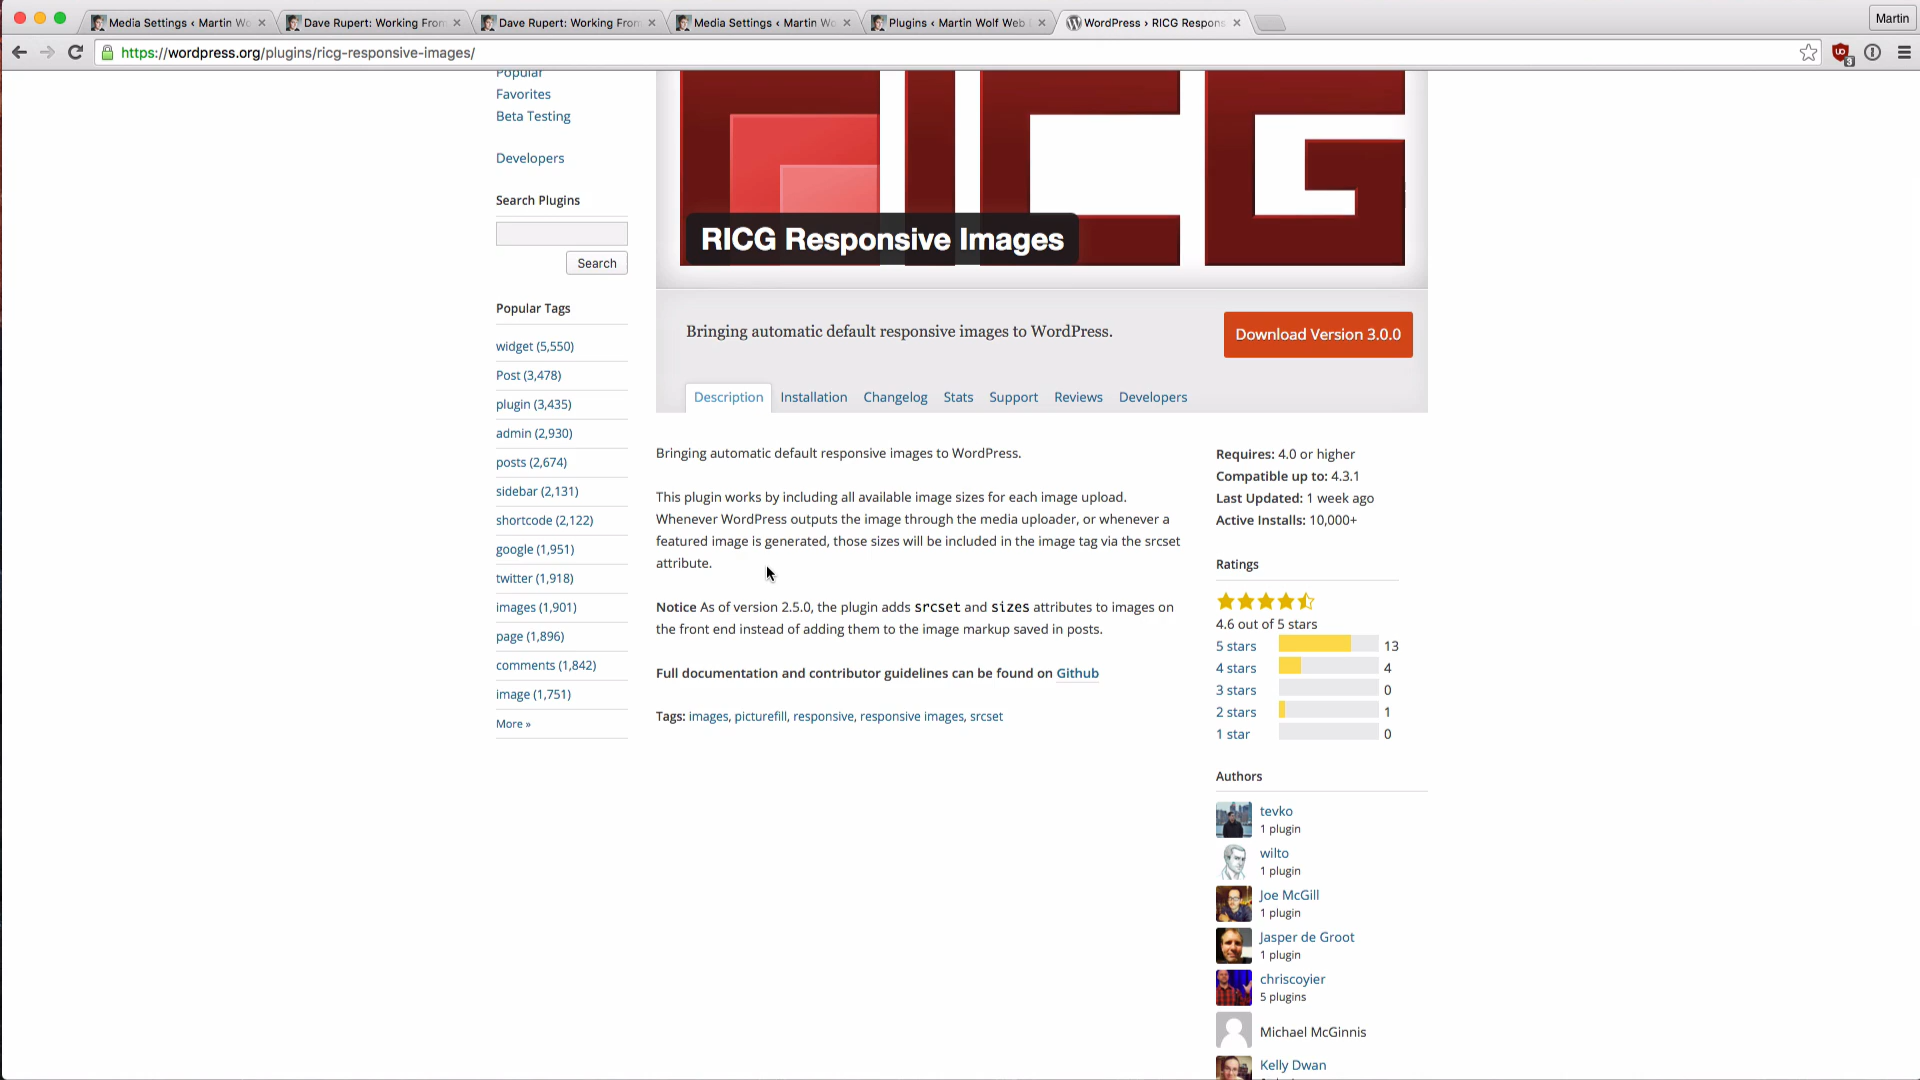 Media Settings ‹ Martin Wo
Dave Rupert: Working Fron
Dave Rupert: Working Fron
Media Settings ‹ Martin Wo
Plugins ‹ Martin Wolf Web
WordPress › RICG Respons
Martin
https://wordpress.org/plugins/ricg-responsive-images/
3
Popular
Favorites
Beta Testing
Developers
Search Plugins
Search
Popular Tags
widget (5,550)
Post (3,478)
plugin (3,435)
admin (2,930)
posts (2,674)
sidebar (2,131)
shortcode (2,122)
google (1,951)
twitter (1,918)
images (1,901)
page (1,896)
comments (1,842)
image (1,751)
More »
RICG
RICG Responsive Images
Bringing automatic default responsive images to WordPress.
Download Version 3.0.0
Description Installation Changelog Stats Support Reviews Developers
Bringing automatic default responsive images to WordPress.
This plugin works by including all available image sizes for each image upload.
Whenever WordPress outputs the image through the media uploader, or whenever a
featured image is generated, those sizes will be included in the image tag via the srcset
attribute.
Notice As of version 2.5.0, the plugin adds srcset and sizes attributes to images on
the front end instead of adding them to the image markup saved in posts.
Full documentation and contributor guidelines can be found on Github
Tags: images, picturefill, responsive, responsive images, srcset
Requires: 4.0 or higher
Compatible up to: 4.3.1
Last Updated: 1 week ago
Active Installs: 10,000+
Ratings
4.6 out of 5 stars
5 stars 13
4 stars 4
3 stars 0
2 stars 1
1 star 0
Authors
tevko
1 plugin
wilto
1 plugin
Joe McGill
1 plugin
Jasper de Groot
1 plugin
chriscoyier
5 plugins
Michael McGinnis
Kelly Dwan